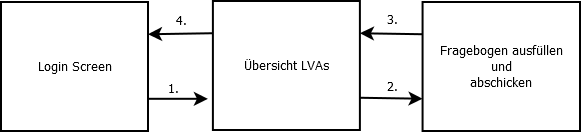 4.
Login Screen
1.
Übersicht LVAs
3.
2.
Fragebogen ausfüllen
und
abschicken